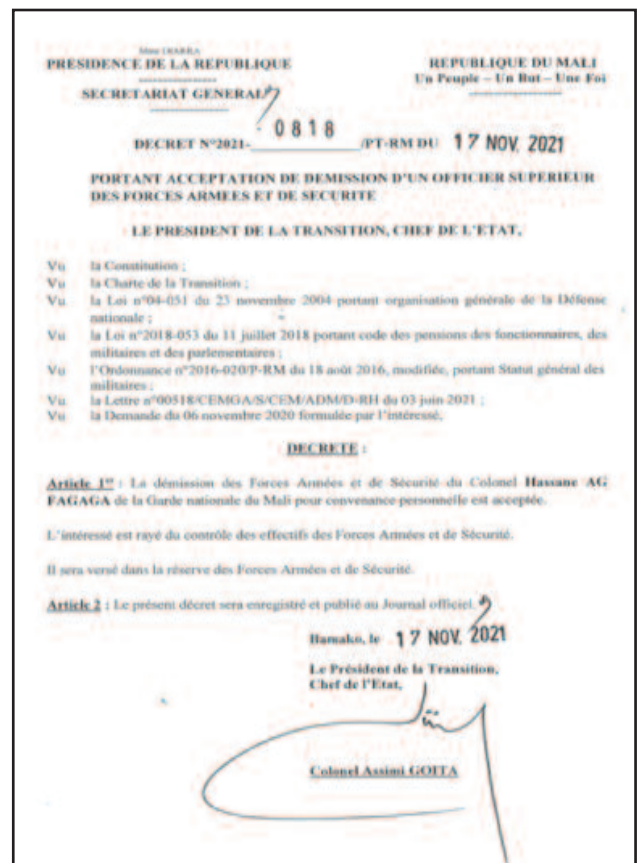 PRESIDENCE DE LA REPUBLIQUE
SECRETARIAT GENERAL
REPUBLIQUE DU MALI
Un Peuple – Un But – Une Foi
DECRET N°2021- 0818 /PT-RM DU 17 NOV. 2021
PORTANT ACCEPTATION DE DEMISSION D'UN OFFICIER SUPERIEUR
DES FORCES ARMEES ET DE SECURITE
LE PRESIDENT DE LA TRANSITION, CHEF DE L'ETAT,
Vu la Constitution ;
Vu la Charte de la Transition ;
Vu la Loi n°04-051 du 23 novembre 2004 portant organisation générale de la Défense
nationale ;
Vu la Loi n°2018-053 du 11 juillet 2018 portant code des pensions des fonctionnaires, des
militaires et des parlementaires ;
Vu l'Ordonnance n°2016-020/P-RM du 18 août 2016, modifiée, portant Statut général des
militaires ;
Vu la Lettre n°00518/CEMGA/S/CEM/ADM/D-RH du 03 juin 2021 ;
Vu la Demande du 06 novembre 2020 formulée par l'intéressé,
DECRETE :
Article 1er : La démission des Forces Armées et de Sécurité du Colonel Hassane AG
FAGAGA de la Garde nationale du Mali pour convenance personnelle est acceptée.
L'intéressé est rayé du contrôle des effectifs des Forces Armées et de Sécurité.
Il sera versé dans la réserve des Forces Armées et de Sécurité.
Article 2 : Le présent décret sera enregistré et publié au Journal officiel.
Bamako, le 17 NOV. 2021
Le Président de la Transition,
Chef de l'Etat,
Colonel Assimi GOITA